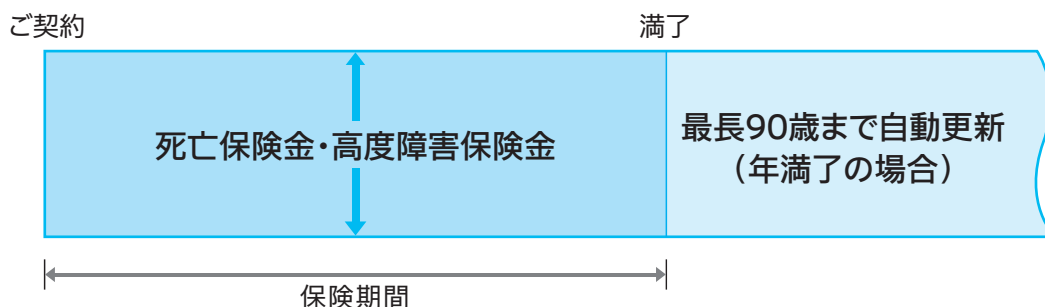 ご契約
満了
死亡保険金・高度障害保険金
最長90歳まで自動更新
（年満了の場合）
保険期間